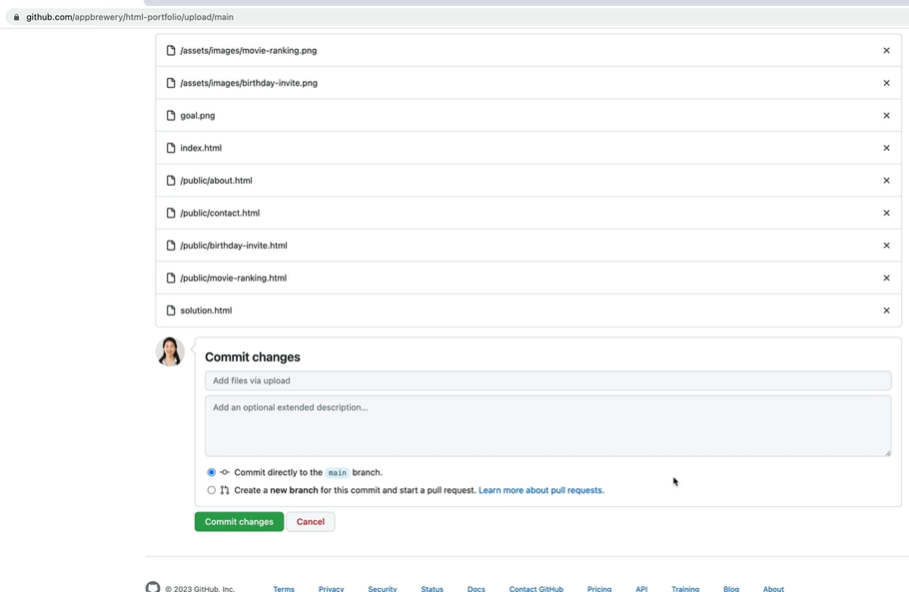 github.com/appbrewery/html-portfolio/upload/main
/assets/images/movie-ranking.png
/assets/images/birthday-invite.png
goal.png
index.html
/public/about.html
/public/contact.html
/public/birthday-invite.html
/public/movie-ranking.html
solution.html
Commit changes
Add files via upload
Add an optional extended description...
Commit directly to the main branch.
Create a new branch for this commit and start a pull request. Learn more about pull requests.
Commit changes Cancel
© 2023 GitHub, Inc. Terms Privacy Security Status Docs Contact GitHub Pricing API Training Blog About